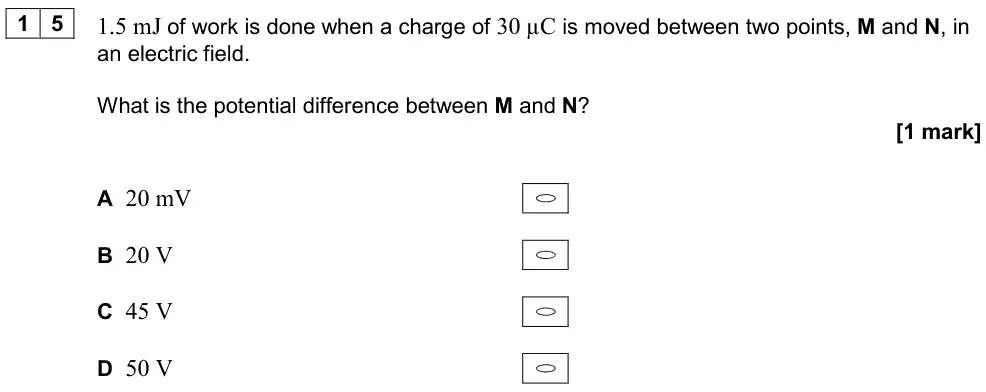 1 5 1.5 mJ of work is done when a charge of 30 µC is moved between two points, M and N, in
an electric field.
What is the potential difference between M and N?
[1 mark]
A 20 mV
B 20 V
C 45 V
D 50 V